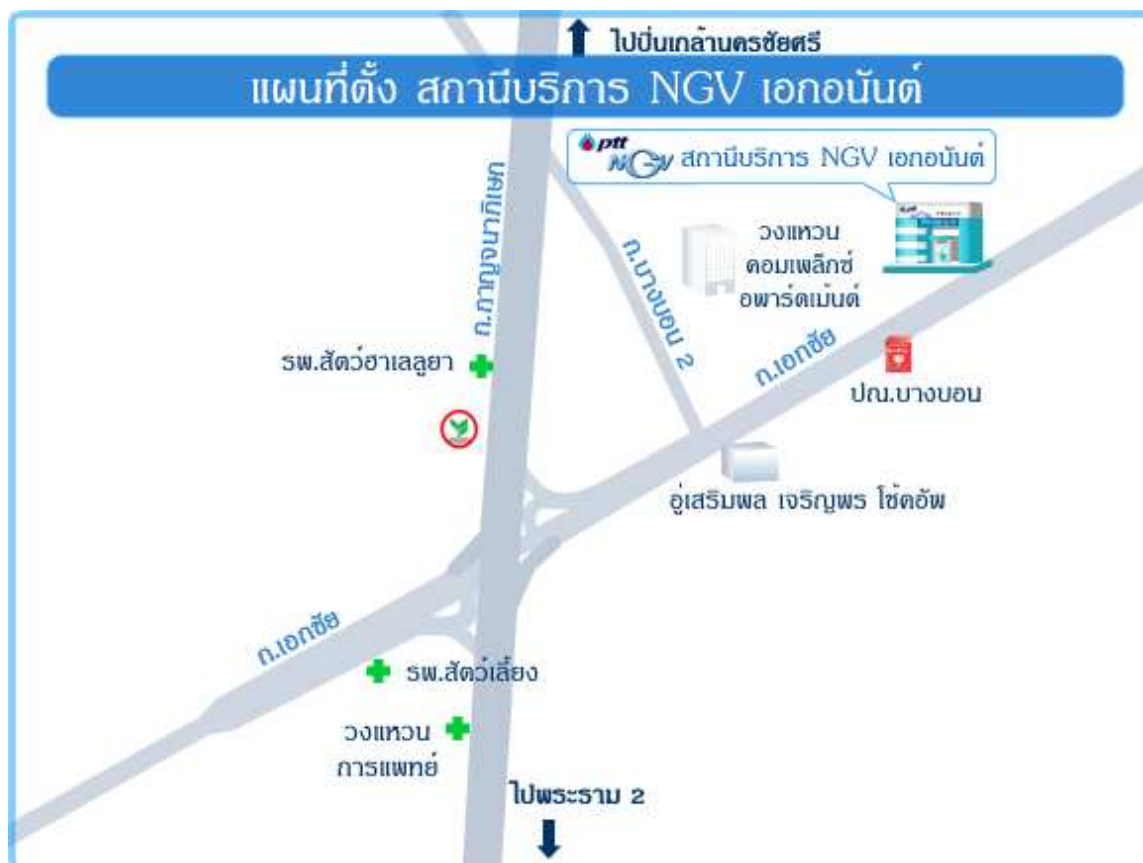 ไปปิ่นเกล้านครชัยศรี
แผนที่ตั้ง สถานีบริการ NGV เอกอนันต์
ptt
NGV สถานีบริการ NGV เอกอนันต์
ถ.กาญจนาภิเษก
ถ.บางบอน 2
วงแหวน
คอมเพล็กซ์
อพาร์ตเม้นต์
รพ.สัตว์ฮาเลลูยา
ถ.เอกชัย
ปณ.บางบอน
อู่เสริมพล เจริญพร โช้คอัพ
ถ.เอกชัย
รพ.สัตว์เลี้ยง
วงแหวน
การแพทย์
ไปพระราม 2